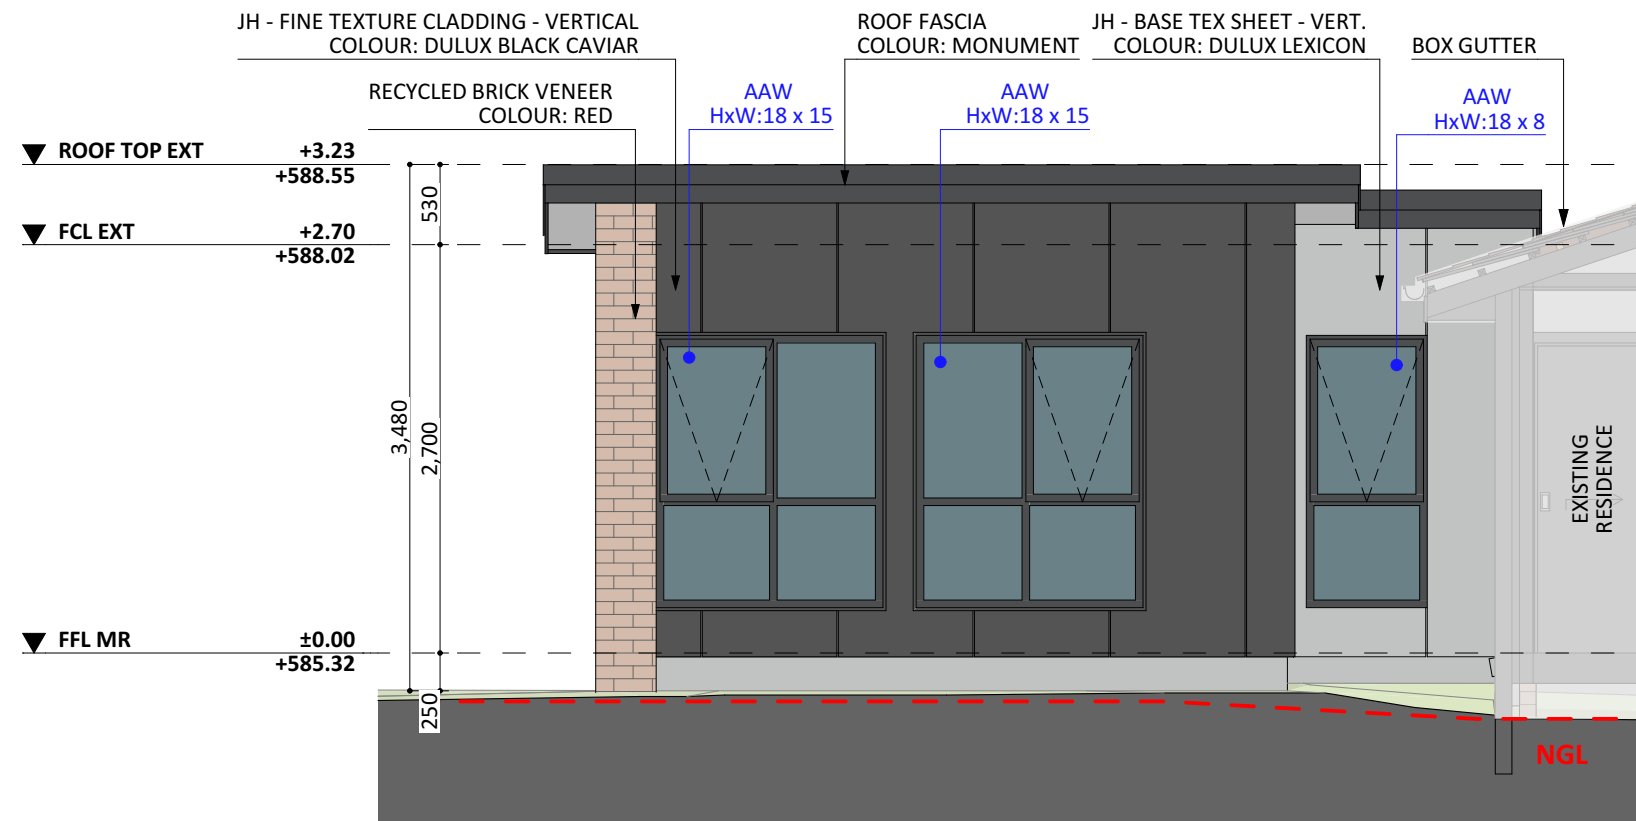 JH - FINE TEXTURE CLADDING - VERTICAL
COLOUR: DULUX BLACK CAVIAR
ROOF FASCIA
COLOUR: MONUMENT
JH - BASE TEX SHEET - VERT.
COLOUR: DULUX LEXICON
BOX GUTTER
RECYCLED BRICK VENEER
COLOUR: RED
AAW
HxW:18 x 15
AAW
HxW:18 x 15
AAW
HxW:18 x 8
ROOF TOP EXT +3.23
+588.55
FCL EXT +2.70
+588.02
FFL MR ±0.00
+585.32
530
3,480
2,700
250
EXISTING
RESIDENCE
NGL